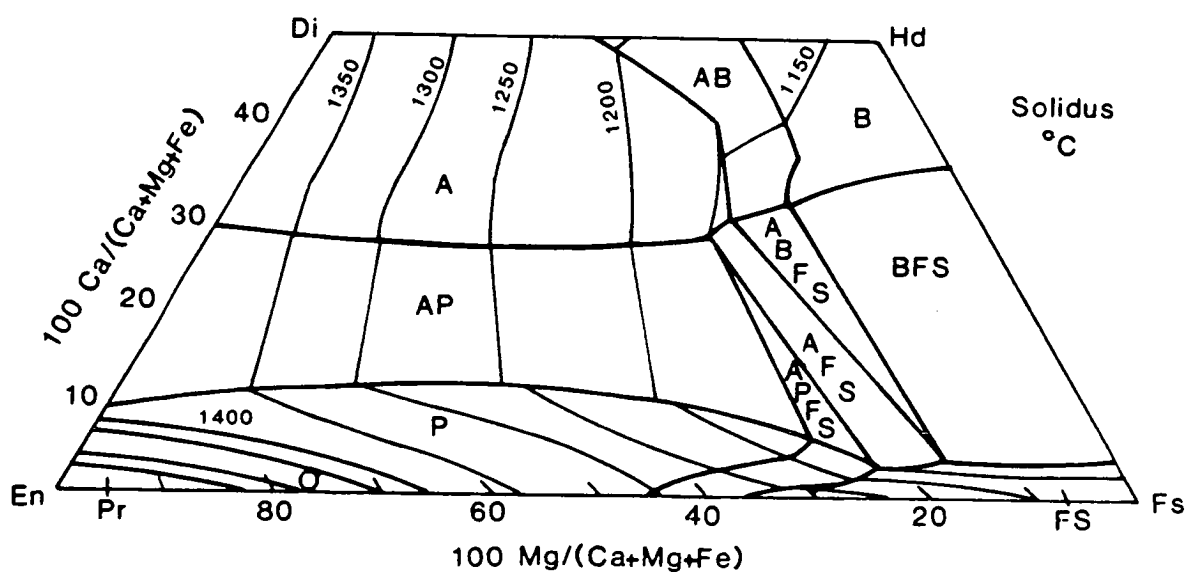 Di
Hd
1350
1300
1250
1200
AB
1150
B
Solidus
°C
40
30
20
10
100 Ca/(Ca+Mg+Fe)
A
AP
P
1400
A
B
F
S
BFS
A
F
S
A
P
F
S
O
En
Pr
80
60
40
20
FS
Fs
100 Mg/(Ca+Mg+Fe)